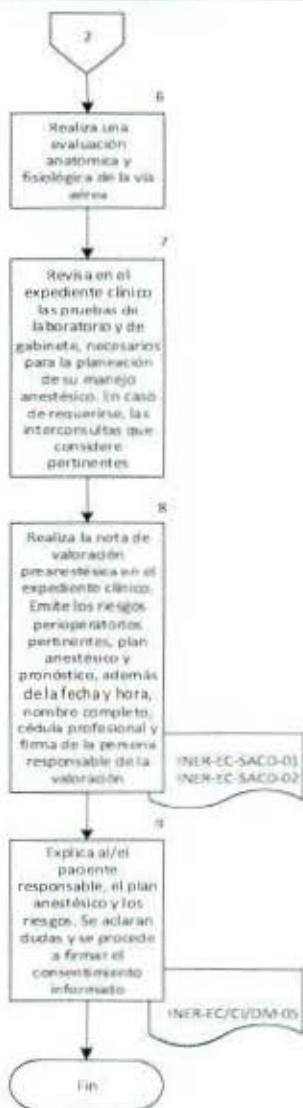 2
6
Realiza una
evaluación
anatómica y
fisiológica de la vía
aérea
7
Revisa en el
expediente clínico
las pruebas de
laboratorio y de
gabinete, necesarios
para la planeación
de su manejo
anestésico. En caso
de requerirse, las
interconsultas que
considere
pertinentes
8
Realiza la nota de
valoración
preanestésica en el
expediente clínico.
Emite los riesgos
perioperatorios
pertinentes, plan
anestésico y
pronóstico, además
de la fecha y hora,
nombre completo,
cédula profesional y
firma de la persona
responsable de la
valoración
INER-EC-SACO-01
INER-EC-SACO-02
9
Explica al/el
paciente
responsable, el plan
anestésico y los
riesgos. Se aclaran
dudas y se procede
a firmar el
consentimiento
informado
INER-EC/CI/DM-05
Fin